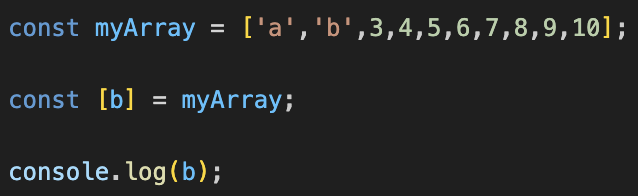 const myArray = ['a','b',3,4,5,6,7,8,9,10];
const [b] = myArray;
console.log(b);